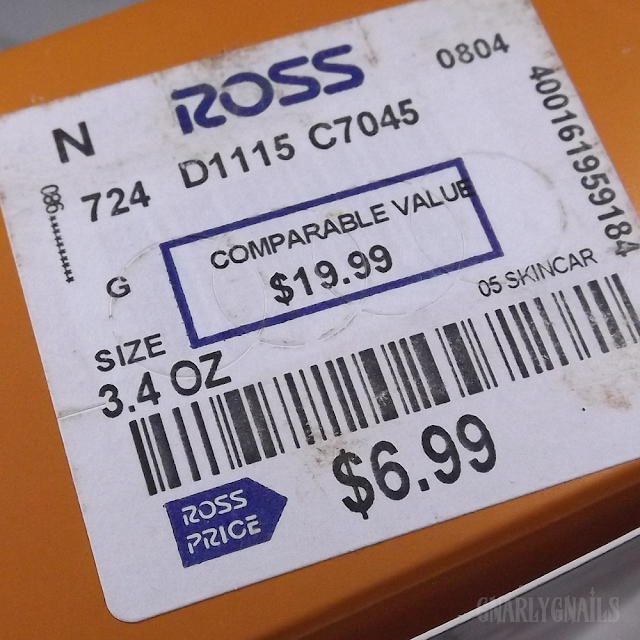 ROSS
0804
N
D1115 C7045
400161959184
086
724
COMPARABLE VALUE
$19.99
G
05 SKINCAR
SIZE
3.4 OZ
$6.99
ROSS
PRICE
GNARLYGNAILS